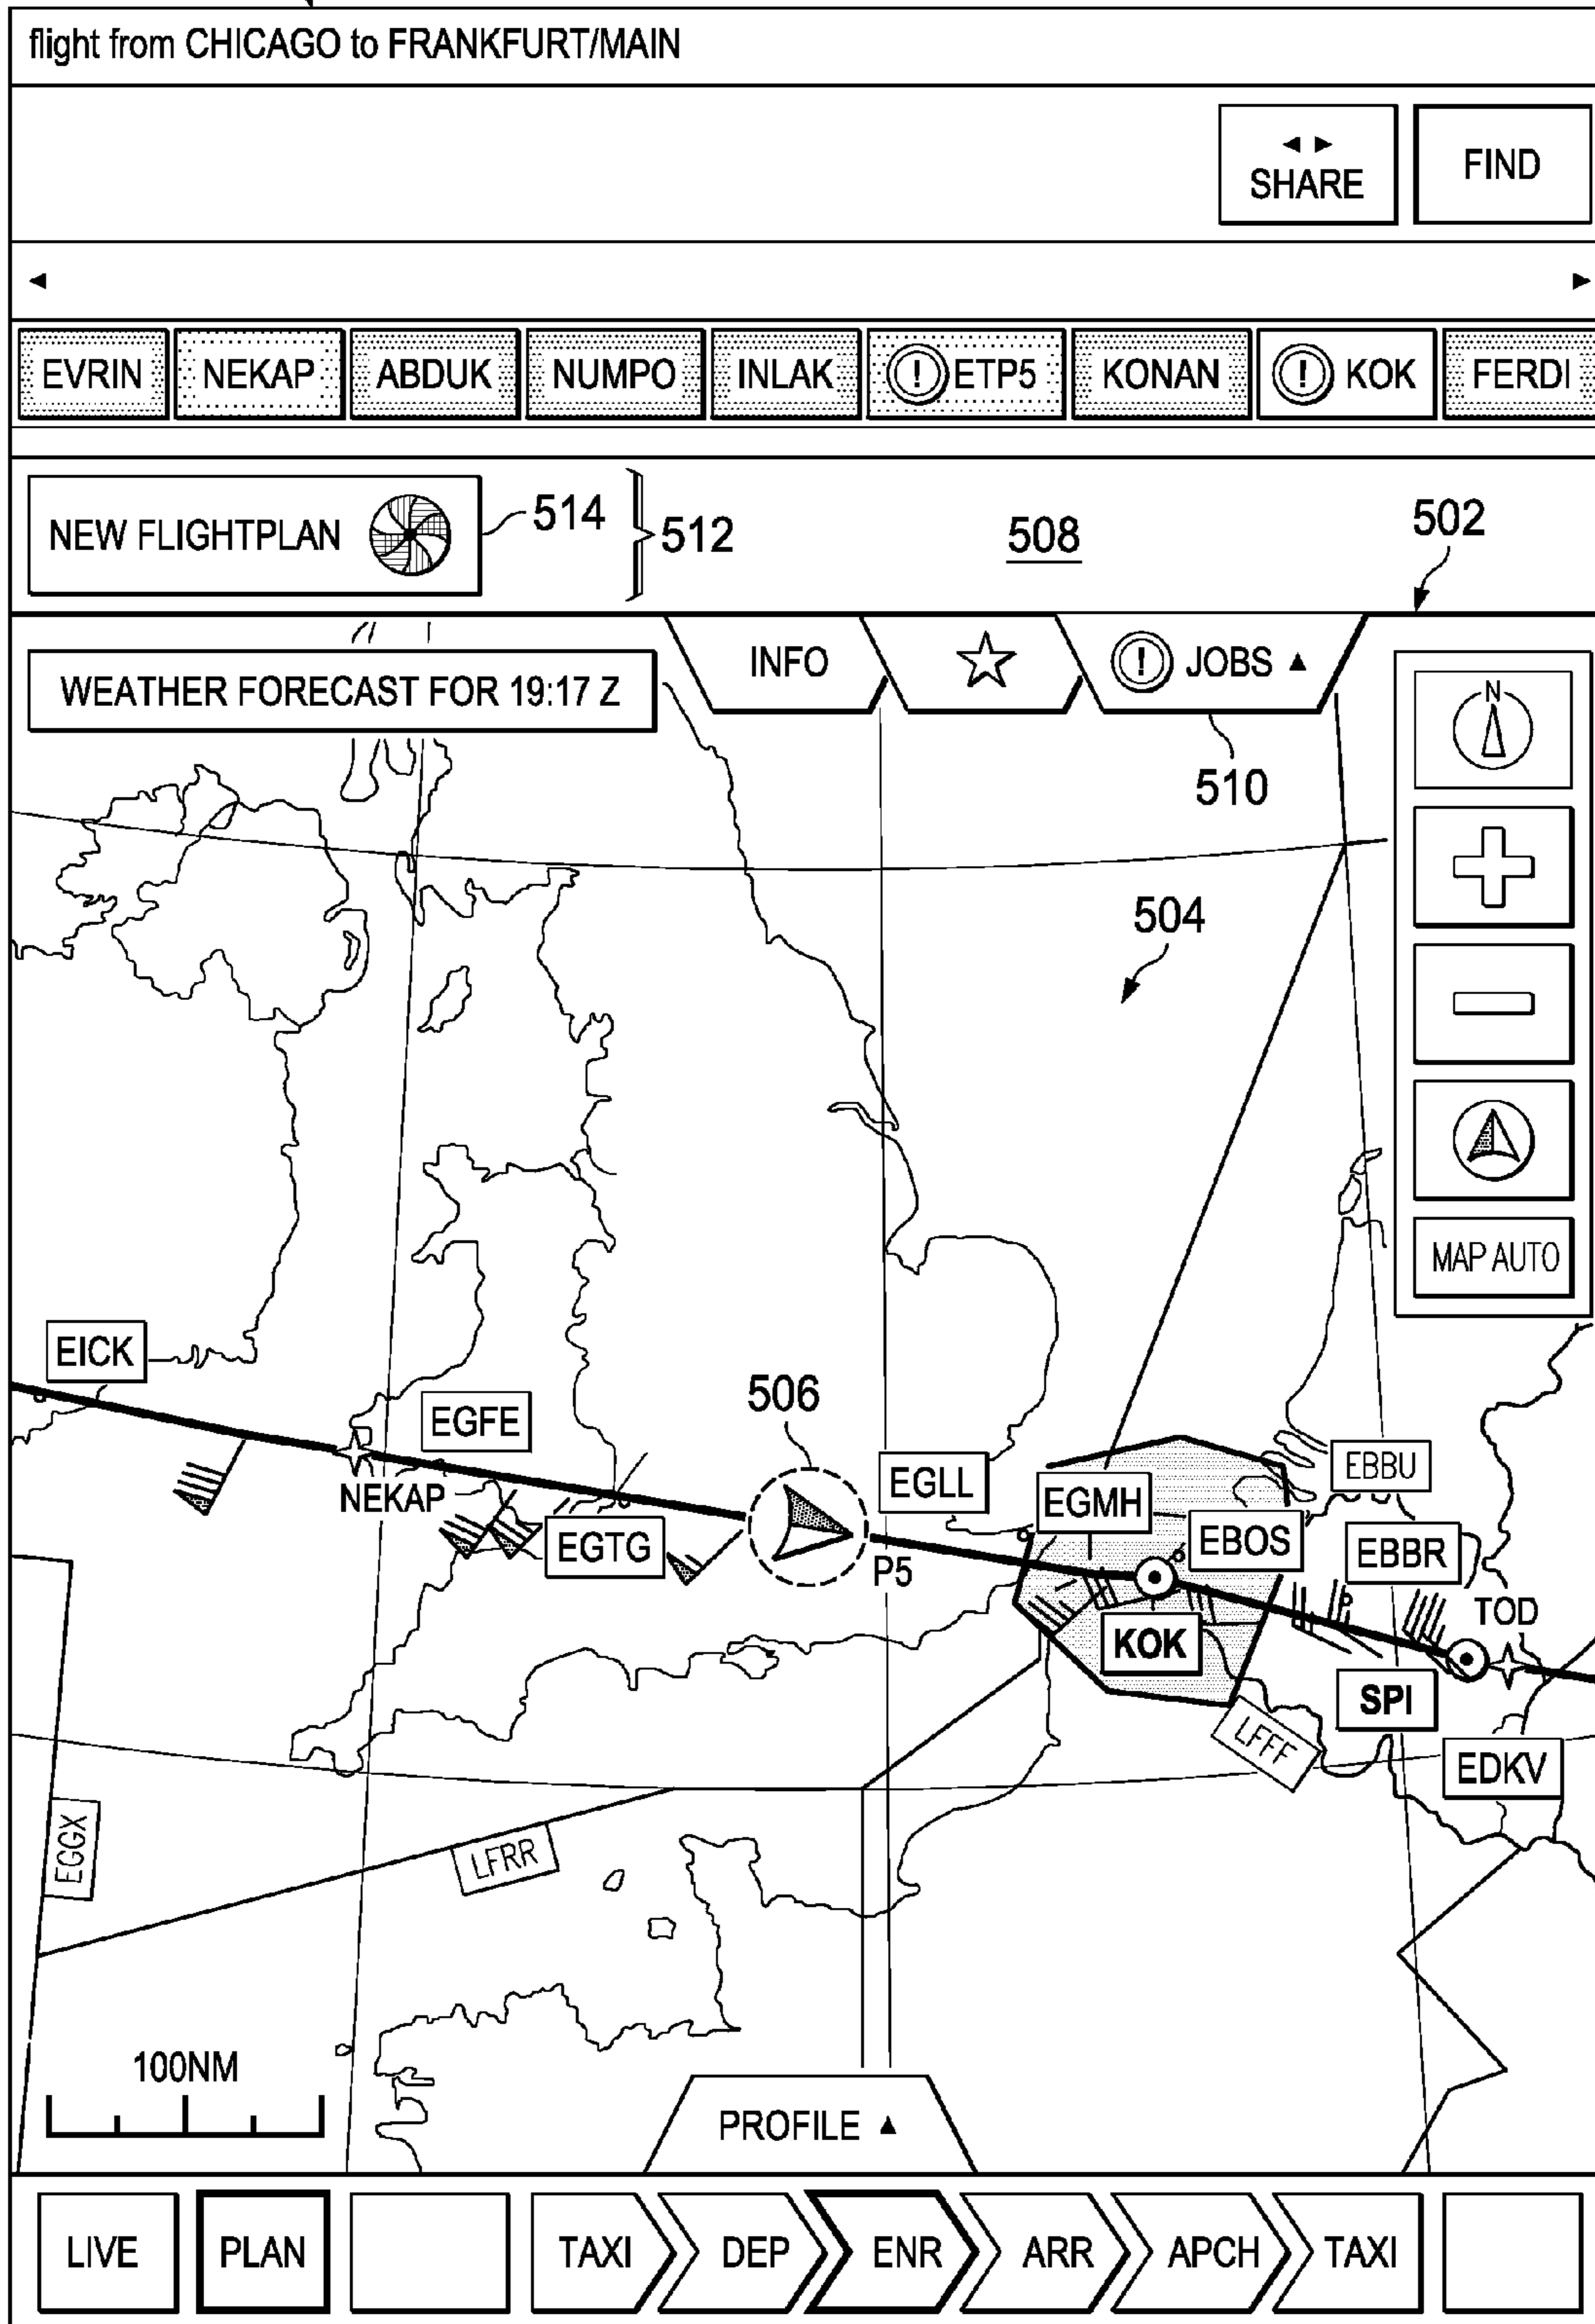 flight from CHICAGO to FRANKFURT/MAIN
SHARE FIND
EVRIN NEKAP ABDUK NUMPO INLAK ! ETP5 KONAN ! KOK FERDI
NEW FLIGHTPLAN 514 512 508 502
WEATHER FORECAST FOR 19:17 Z INFO ! JOBS
N
510
504
MAP AUTO
EICK
506
EGFE
EBBU
EGLL
NEKAP
EGMH
EBOS
EGTG
EBBR
P5
TOD
KOK
SPI
LFFF
EDKV
EGGX
LFRR
100NM
PROFILE
LIVE PLAN TAXI DEP ENR ARR APCH TAXI